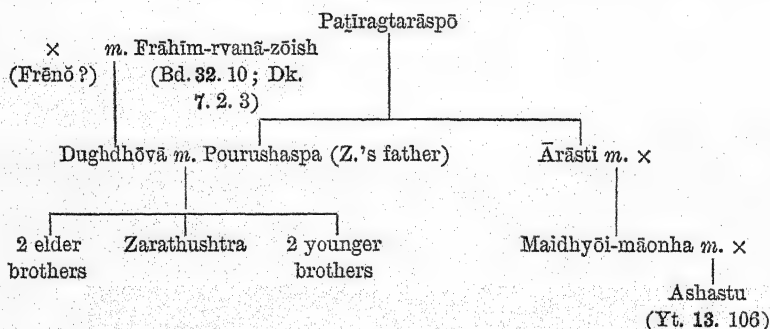 Paṭīragtarāspō
× m. Frāhīm-rvanā-zōish
(Frēnō ?) (Bd. 32. 10 ; Dk.
7. 2. 3)
Dughdhōvā m. Pourushaspa (Z.'s father) Ārāsti m. ×
2 elder Zarathushtra 2 younger Maidhyōi-māonha m. ×
brothers brothers
Ashastu
(Yt. 13. 106)